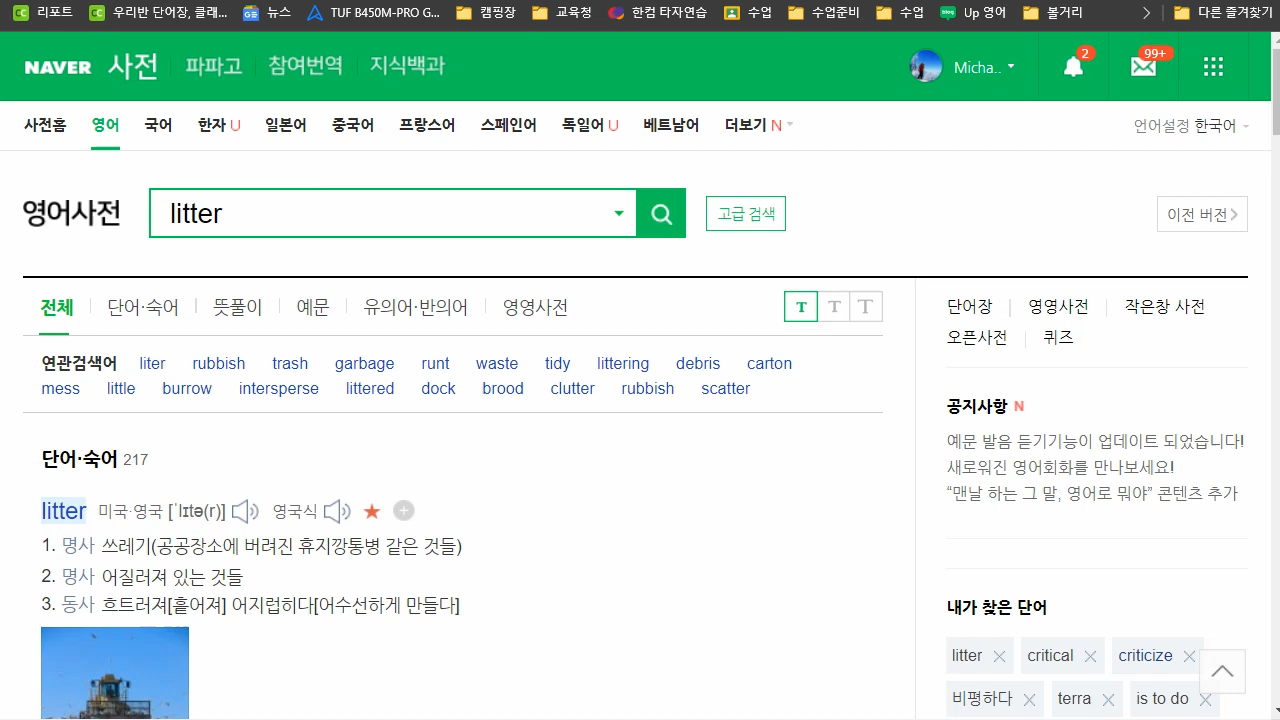 리포트 우리반 단어장, 클래... 뉴스 TUF B450M-PRO G... 캠핑장 교육청 한컴 타자연습 수업 수업준비 수업 Up 영어 놀거리 다른 즐겨찾기
NAVER 사전 파파고 참여번역 지식백과 Micha.. 2 99+
사전홈 영어 국어 한자 U 일본어 중국어 프랑스어 스페인어 독일어 U 베트남어 더보기 N 언어설정 한국어
영어사전 litter 고급 검색 이전 버전
전체 단어·숙어 뜻풀이 예문 유의어·반의어 영영사전 T T T
연관검색어 liter rubbish trash garbage runt waste tidy littering debris carton
mess little burrow intersperse littered dock brood clutter rubbish scatter
단어·숙어 217
litter 미국·영국 [ˈlɪtə(r)] 영국식
1. 명사 쓰레기(공공장소에 버려진 휴지깡통병 같은 것들)
2. 명사 어질러져 있는 것들
3. 동사 흐트러져[흩어져] 어지럽히다[어수선하게 만들다]
단어장 영영사전 작은창 사전
오픈사전 퀴즈
공지사항 N
예문 발음 듣기기능이 업데이트 되었습니다!
새로워진 영어회화를 만나보세요!
“맨날 하는 그 말, 영어로 뭐야” 콘텐츠 추가
내가 찾은 단어
litter critical criticize
비평하다 terra is to do